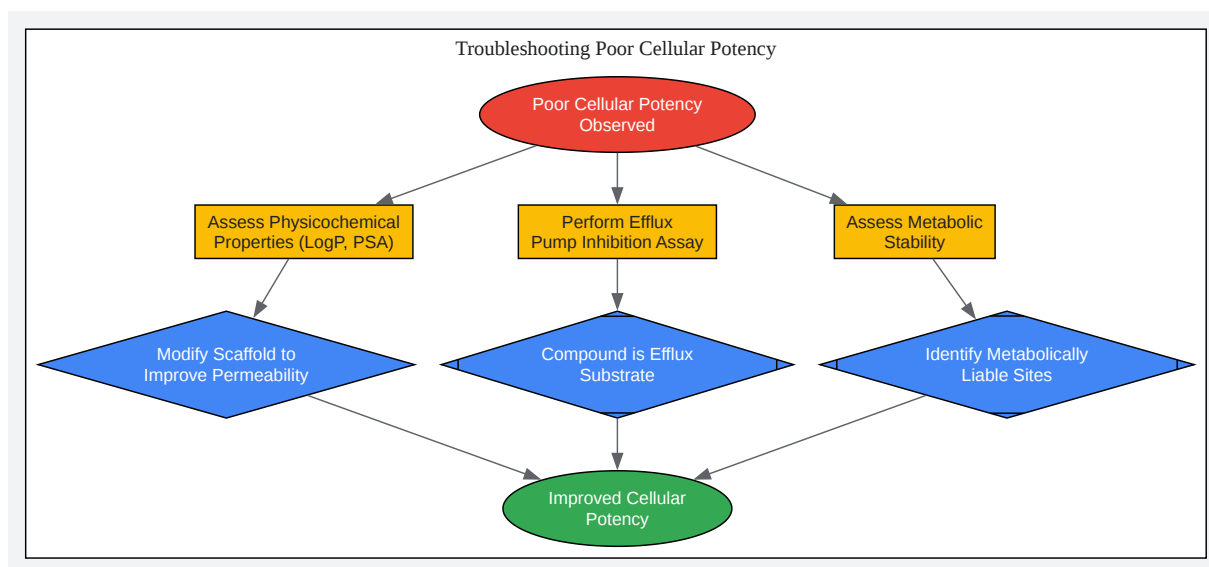 Troubleshooting Poor Cellular Potency
Poor Cellular Potency
Observed
Assess Physicochemical
Properties (LogP, PSA)
Perform Efflux
Pump Inhibition Assay
Assess Metabolic
Stability
Modify Scaffold to
Improve Permeability
Compound is Efflux
Substrate
Identify Metabolically
Liable Sites
Improved Cellular
Potency